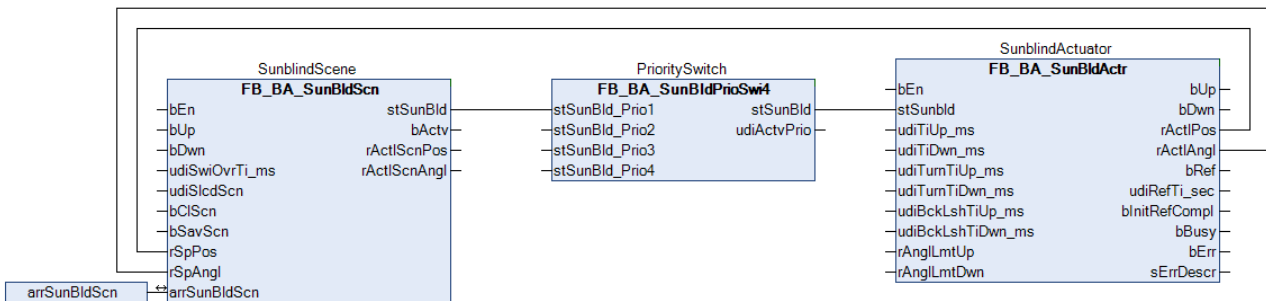 SunblindScene
FB_BA_SunBldScn
bEn
bUp
bDwn
udiSwiOvrTi_ms
udiSlcdScn
bClScn
bSavScn
rSpPos
rSpAngl
arrSunBldScn
stSunBld
bActv
rActlScnPos
rActlScnAngl
arrSunBldScn
PrioritySwitch
FB_BA_SunBldPrioSwi4
stSunBld_Prio1
stSunBld_Prio2
stSunBld_Prio3
stSunBld_Prio4
stSunBld
udiActvPrio
SunblindActuator
FB_BA_SunBldActr
bEn
stSunbld
udiTiUp_ms
udiTiDwn_ms
udiTurnTiUp_ms
udiTurnTiDwn_ms
udiBckLshTiUp_ms
udiBckLshTiDwn_ms
rAnglLmtUp
rAnglLmtDwn
bUp
bDwn
rActlPos
rActlAngl
bRef
udiRefTi_sec
bInitRefCompl
bBusy
bErr
sErrDescr